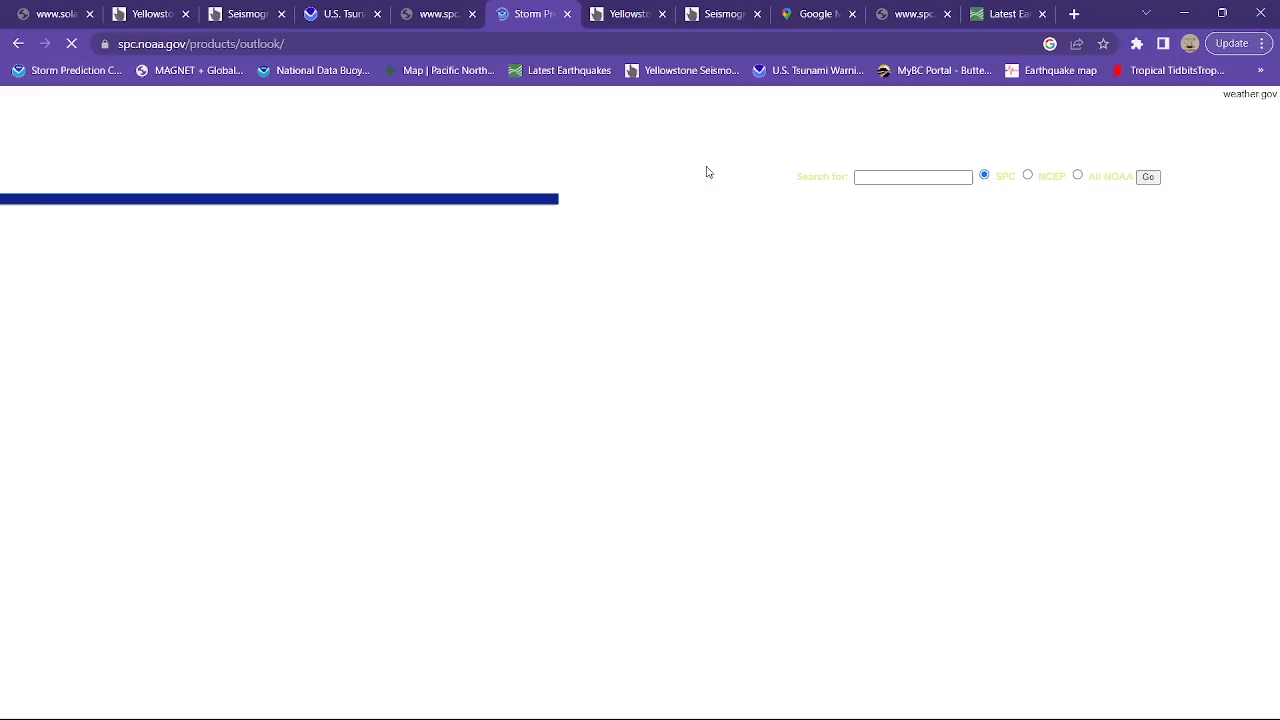 www.sola
Yellowsto
Seismogr
U.S. Tsun
www.spc.
Storm Pre
Yellowsto
Seismogr
Google M
www.spc.
Latest Ear
spc.noaa.gov/products/outlook/
Update
Storm Prediction C...
MAGNET + Global...
National Data Buoy...
Map | Pacific North...
Latest Earthquakes
Yellowstone Seismo...
U.S. Tsunami Warni...
MyBC Portal - Butte...
Earthquake map
Tropical TidbitsTrop...
»
weather.gov
Search for: SPC NCEP All NOAA Go